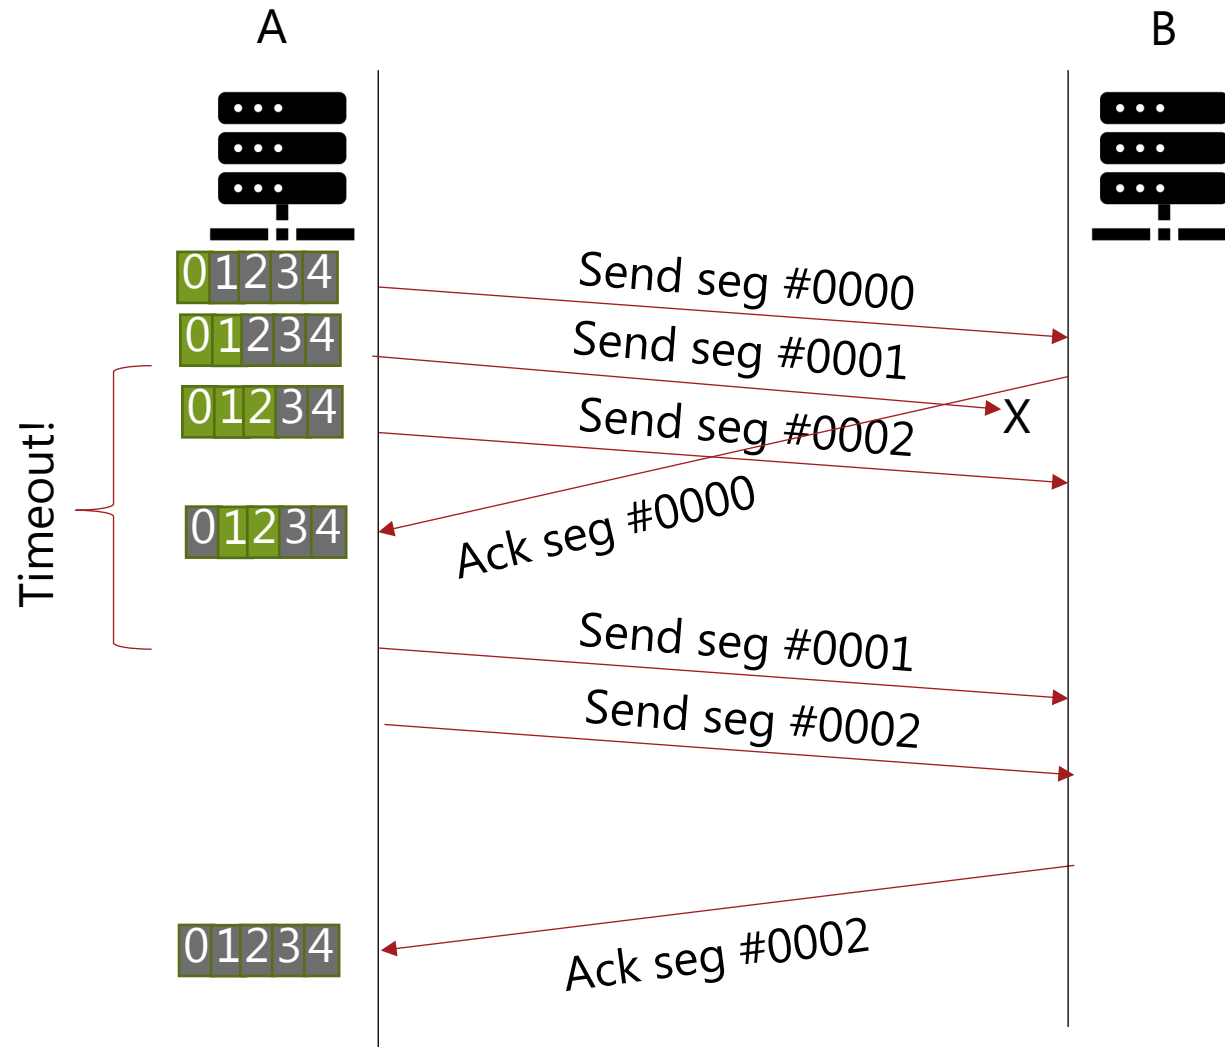 A
B
01234
Send seg #0000
01234
Send seg #0001
01234
Send seg #0002
X
Timeout!
01234
Ack seg #0000
Send seg #0001
Send seg #0002
01234
Ack seg #0002